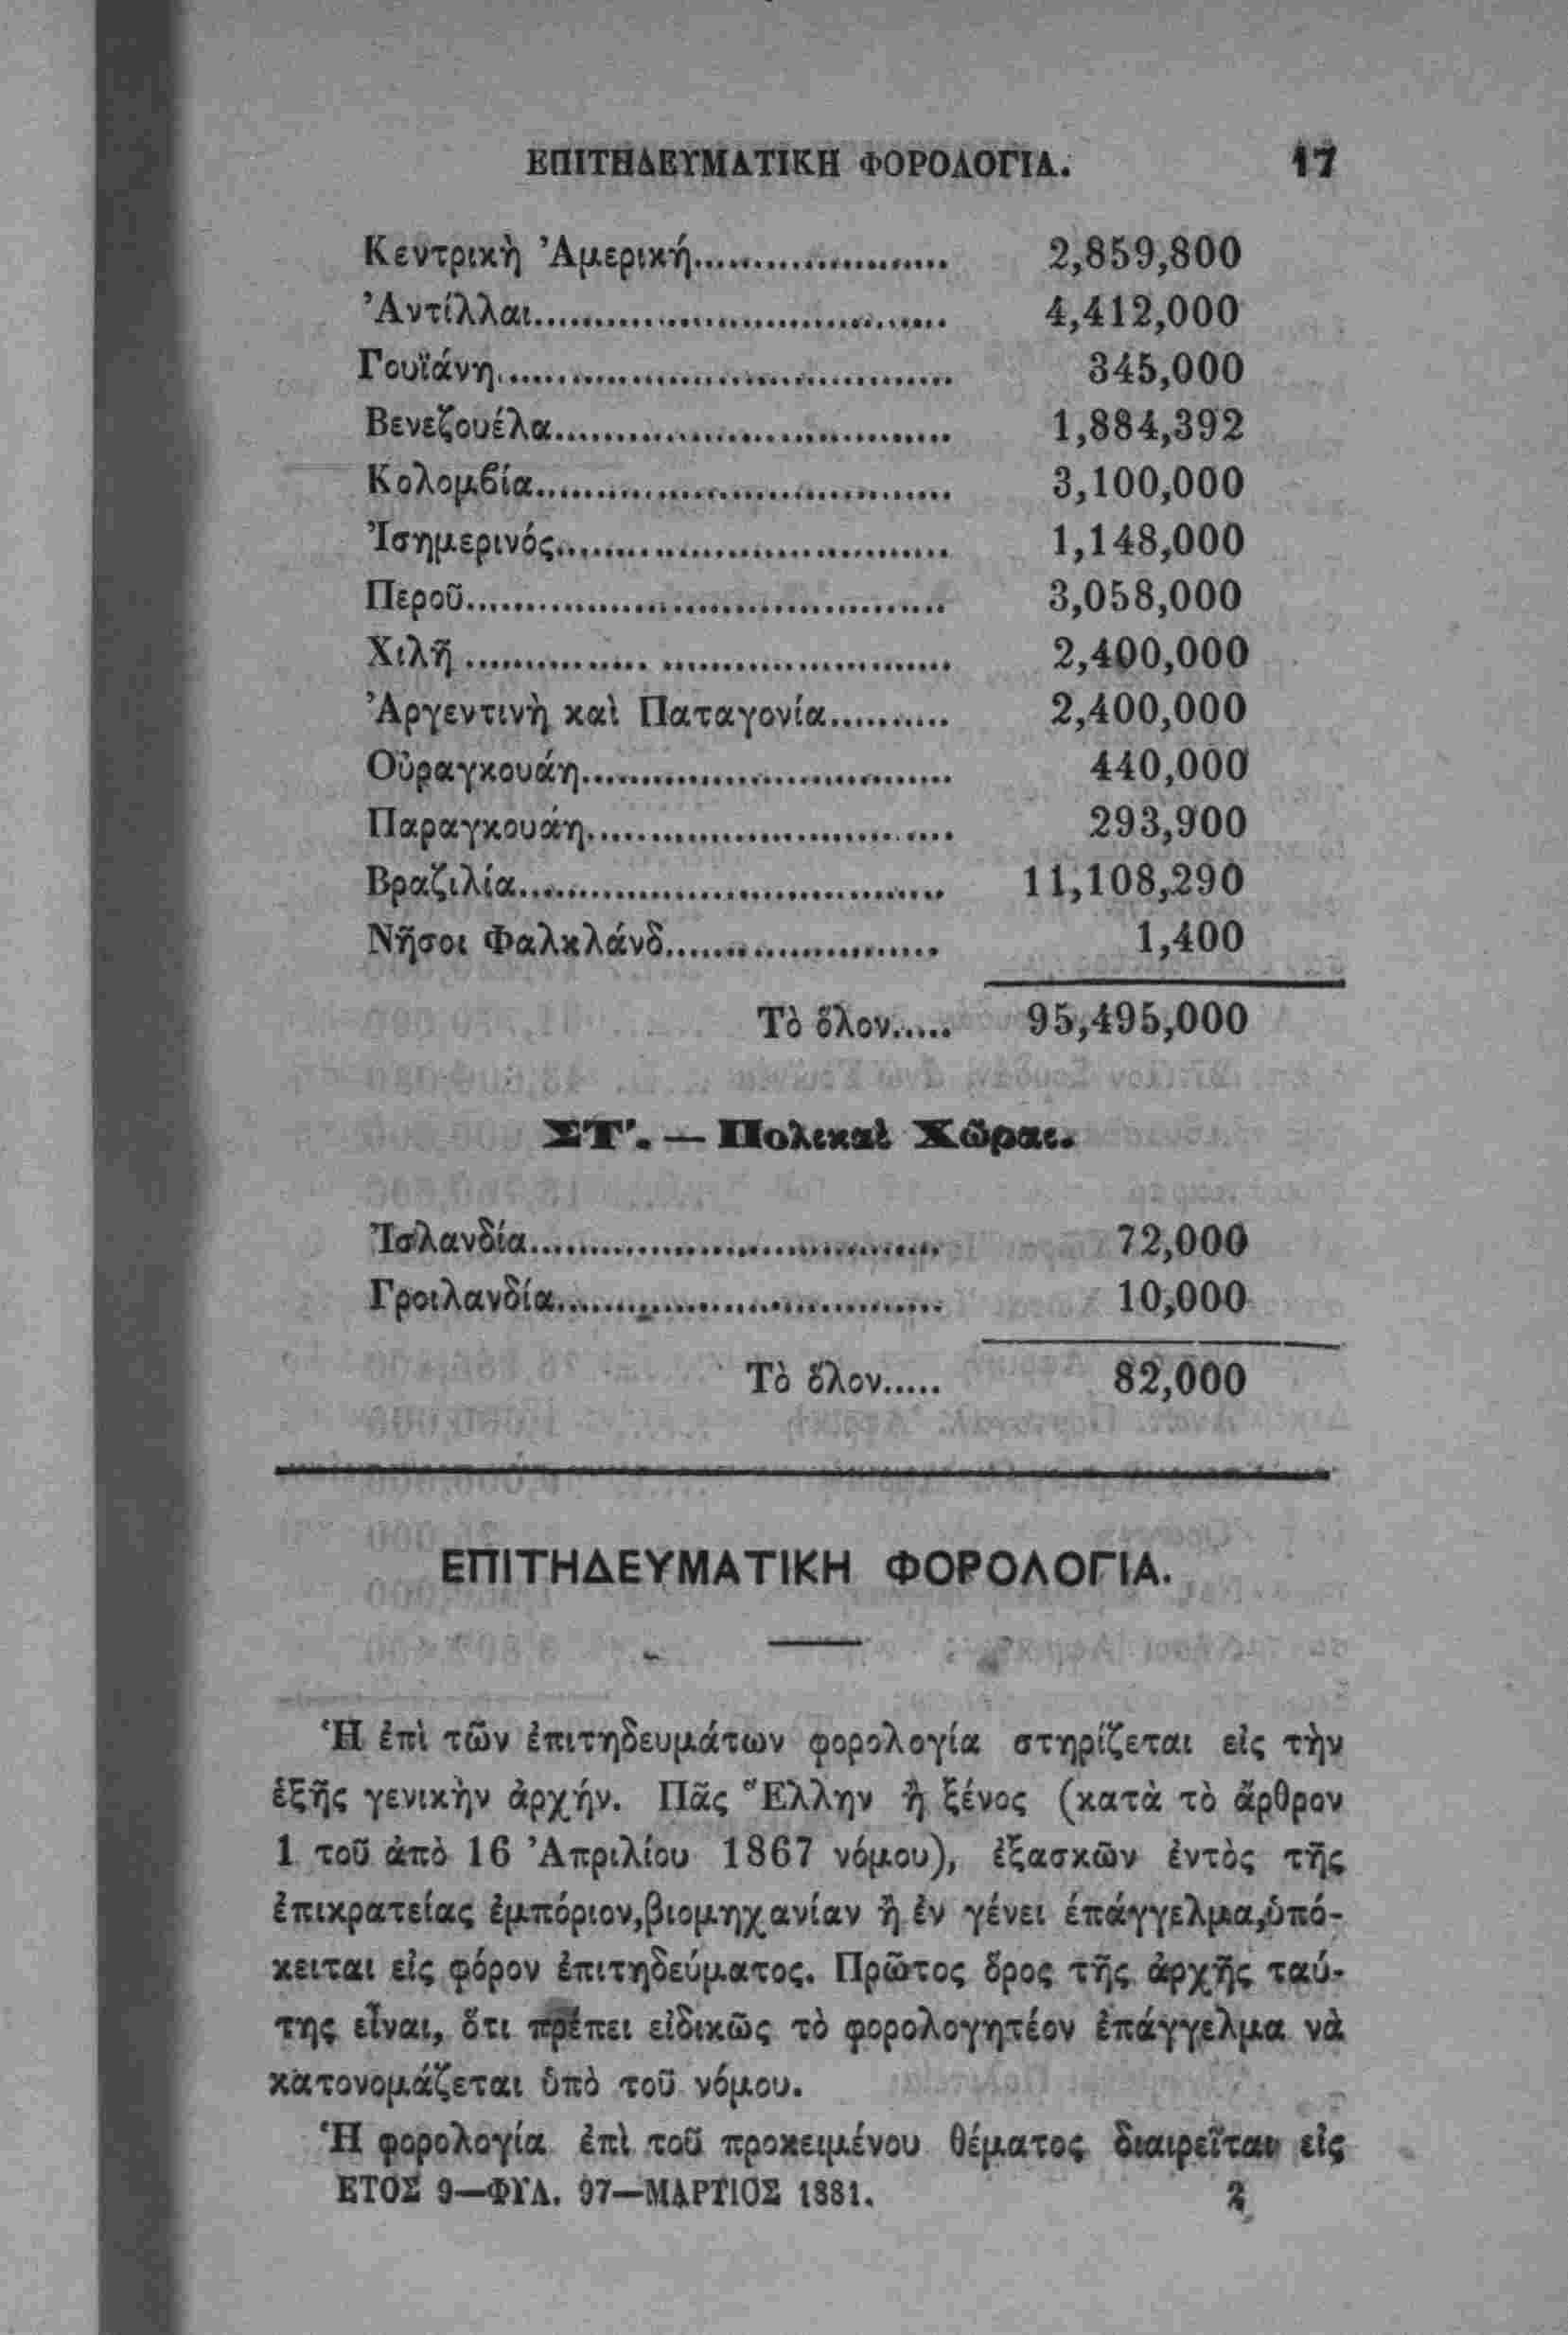 ΕΠΙΤΗΔΕΥΜΑΤΙΚΗ ΦΟΡΟΛΟΓΙΑ. 17
Κεντρικὴ Ἀμερική..................... 2,859,800
Ἀντίλλαι.................................. 4,412,000
Γουϊάνη..................................... 345,000
Βενεζουέλα................................ 1,884,392
Κολομβία.................................. 3,100,000
Ἰσημερινός................................ 1,148,000
Περοῦ....................................... 3,058,000
Χιλῆ ....................................... 2,400,000
Ἀργεντινὴ καὶ Παταγονία.......... 2,400,000
Οὐραγκουάη.............................. 440,000
Παραγκουάη.............................. 293,900
Βραζιλία................................... 11,108,290
Νῆσοι Φαλκλάνδ...................... 1,400
Τὸ ὅλον..... 95,495,000
ΣΤ'. — Πολικαὶ Χῶραι.
Ἰσλανδία.................................. 72,000
Γροιλανδία................................ 10,000
Τὸ ὅλον..... 82,000
ΕΠΙΤΗΔΕΥΜΑΤΙΚΗ ΦΟΡΟΛΟΓΙΑ.
Ἡ ἐπὶ τῶν ἐπιτηδευμάτων φορολογία στηρίζεται εἰς τὴν
ἑξῆς γενικὴν ἀρχήν. Πᾶς Ἕλλην ἢ ξένος (κατὰ τὸ ἄρθρον
1 τοῦ ἀπὸ 16 Ἀπριλίου 1867 νόμου), ἐξασκῶν ἐντὸς τῆς
ἐπικρατείας ἐμπόριον,βιομηχανίαν ἢ ἐν γένει ἐπάγγελμα,ὑπό-
κειται εἰς φόρον ἐπιτηδεύματος. Πρῶτος ὅρος τῆς ἀρχῆς ταύ-
της εἶναι, ὅτι πρέπει εἰδικῶς τὸ φορολογητέον ἐπάγγελμα νὰ
κατονομάζεται ὑπὸ τοῦ νόμου.
Ἡ φορολογία ἐπὶ τοῦ προκειμένου θέματος διαιρεῖται εἰς
ΕΤΟΣ 9—ΦΥΛ. 97—ΜΑΡΤΙΟΣ 1881. 2